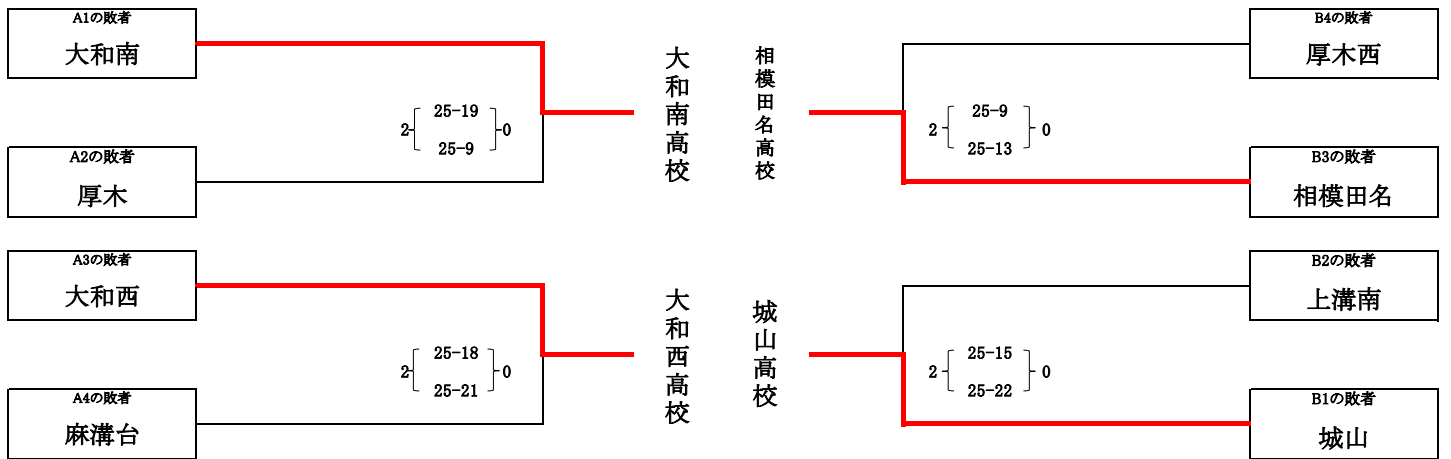 A1の敗者
大和南
A2の敗者
厚木
2
25-19
25-9
0
大和南高校
A3の敗者
大和西
A4の敗者
麻溝台
2
25-18
25-21
0
大和西高校
相模田名高校
2
25-9
25-13
0
B4の敗者
厚木西
B3の敗者
相模田名
城山高校
2
25-15
25-22
0
B2の敗者
上溝南
B1の敗者
城山